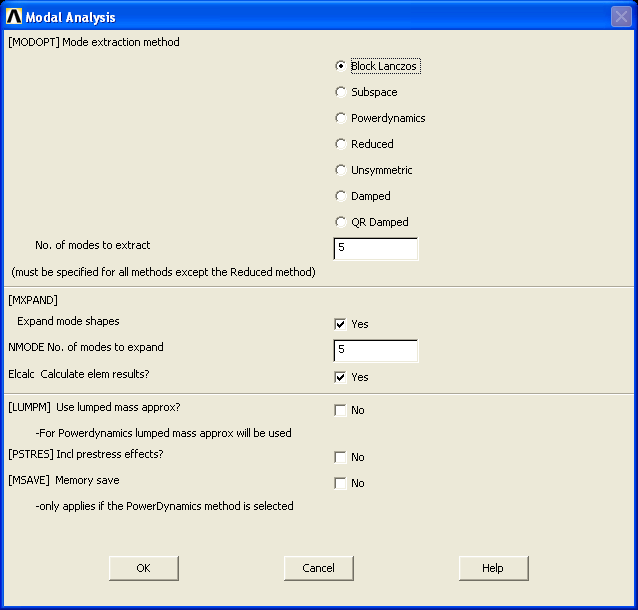 Modal Analysis
[MODOPT] Mode extraction method
Block Lanczos
Subspace
Powerdynamics
Reduced
Unsymmetric
Damped
QR Damped
No. of modes to extract 5
(must be specified for all methods except the Reduced method)
[MXPAND]
Expand mode shapes Yes
NMODE No. of modes to expand 5
Elcalc Calculate elem results? Yes
[LUMPM] Use lumped mass approx? No
-For Powerdynamics lumped mass approx will be used
[PSTRES] Incl prestress effects? No
[MSAVE] Memory save No
-only applies if the PowerDynamics method is selected
OK Cancel Help